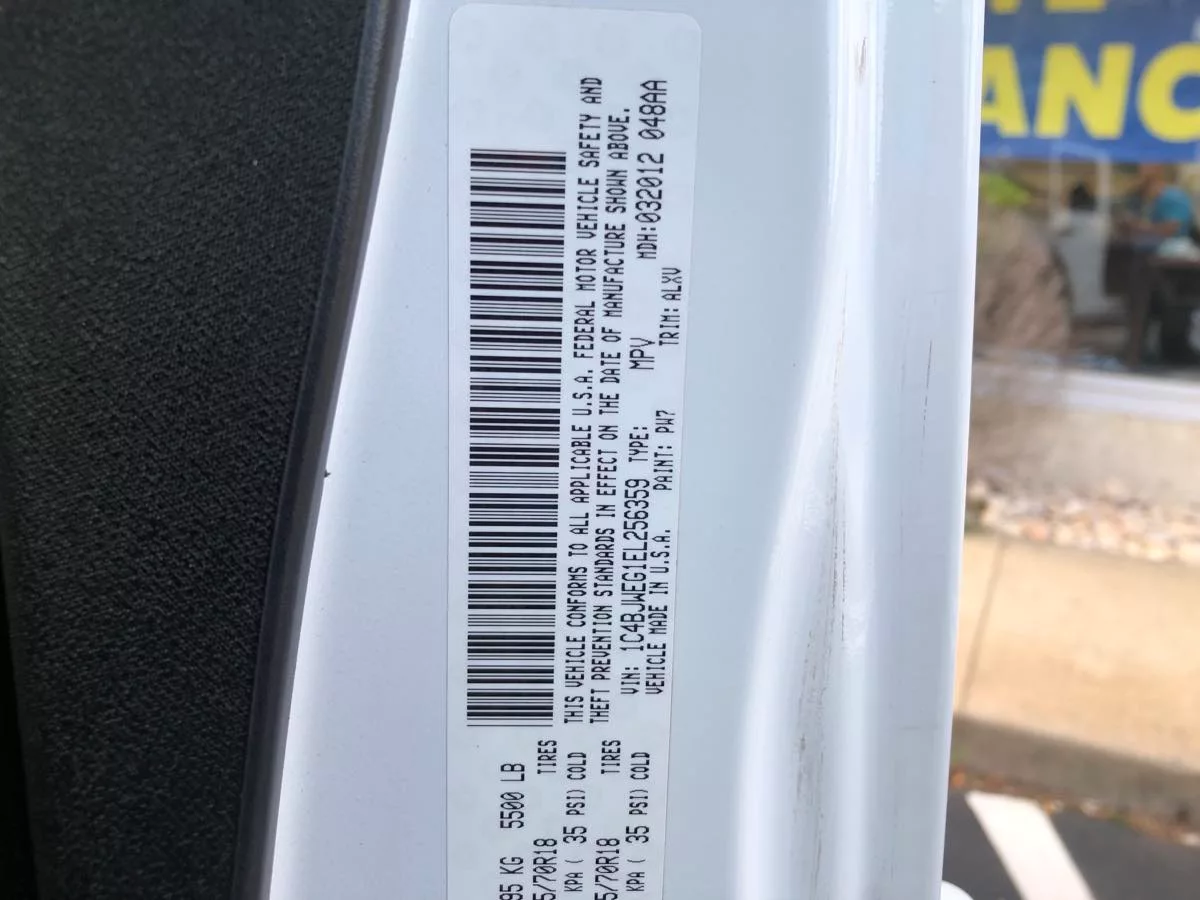 95 KG 5500 LB
5/70R18 TIRES
KPA ( 35 PSI) COLD
5/70R18 TIRES
KPA ( 35 PSI) COLD
THIS VEHICLE CONFORMS TO ALL APPLICABLE U.S.A. FEDERAL MOTOR VEHICLE SAFETY AND
THEFT PREVENTION STANDARDS IN EFFECT ON THE DATE OF MANUFACTURE SHOWN ABOVE.
VIN: 1C4BJWEG1EL256359 TYPE: MPV MDH:032012 048AA
VEHICLE MADE IN U.S.A. PAINT: PW7 TRIM:ALXV
ANC